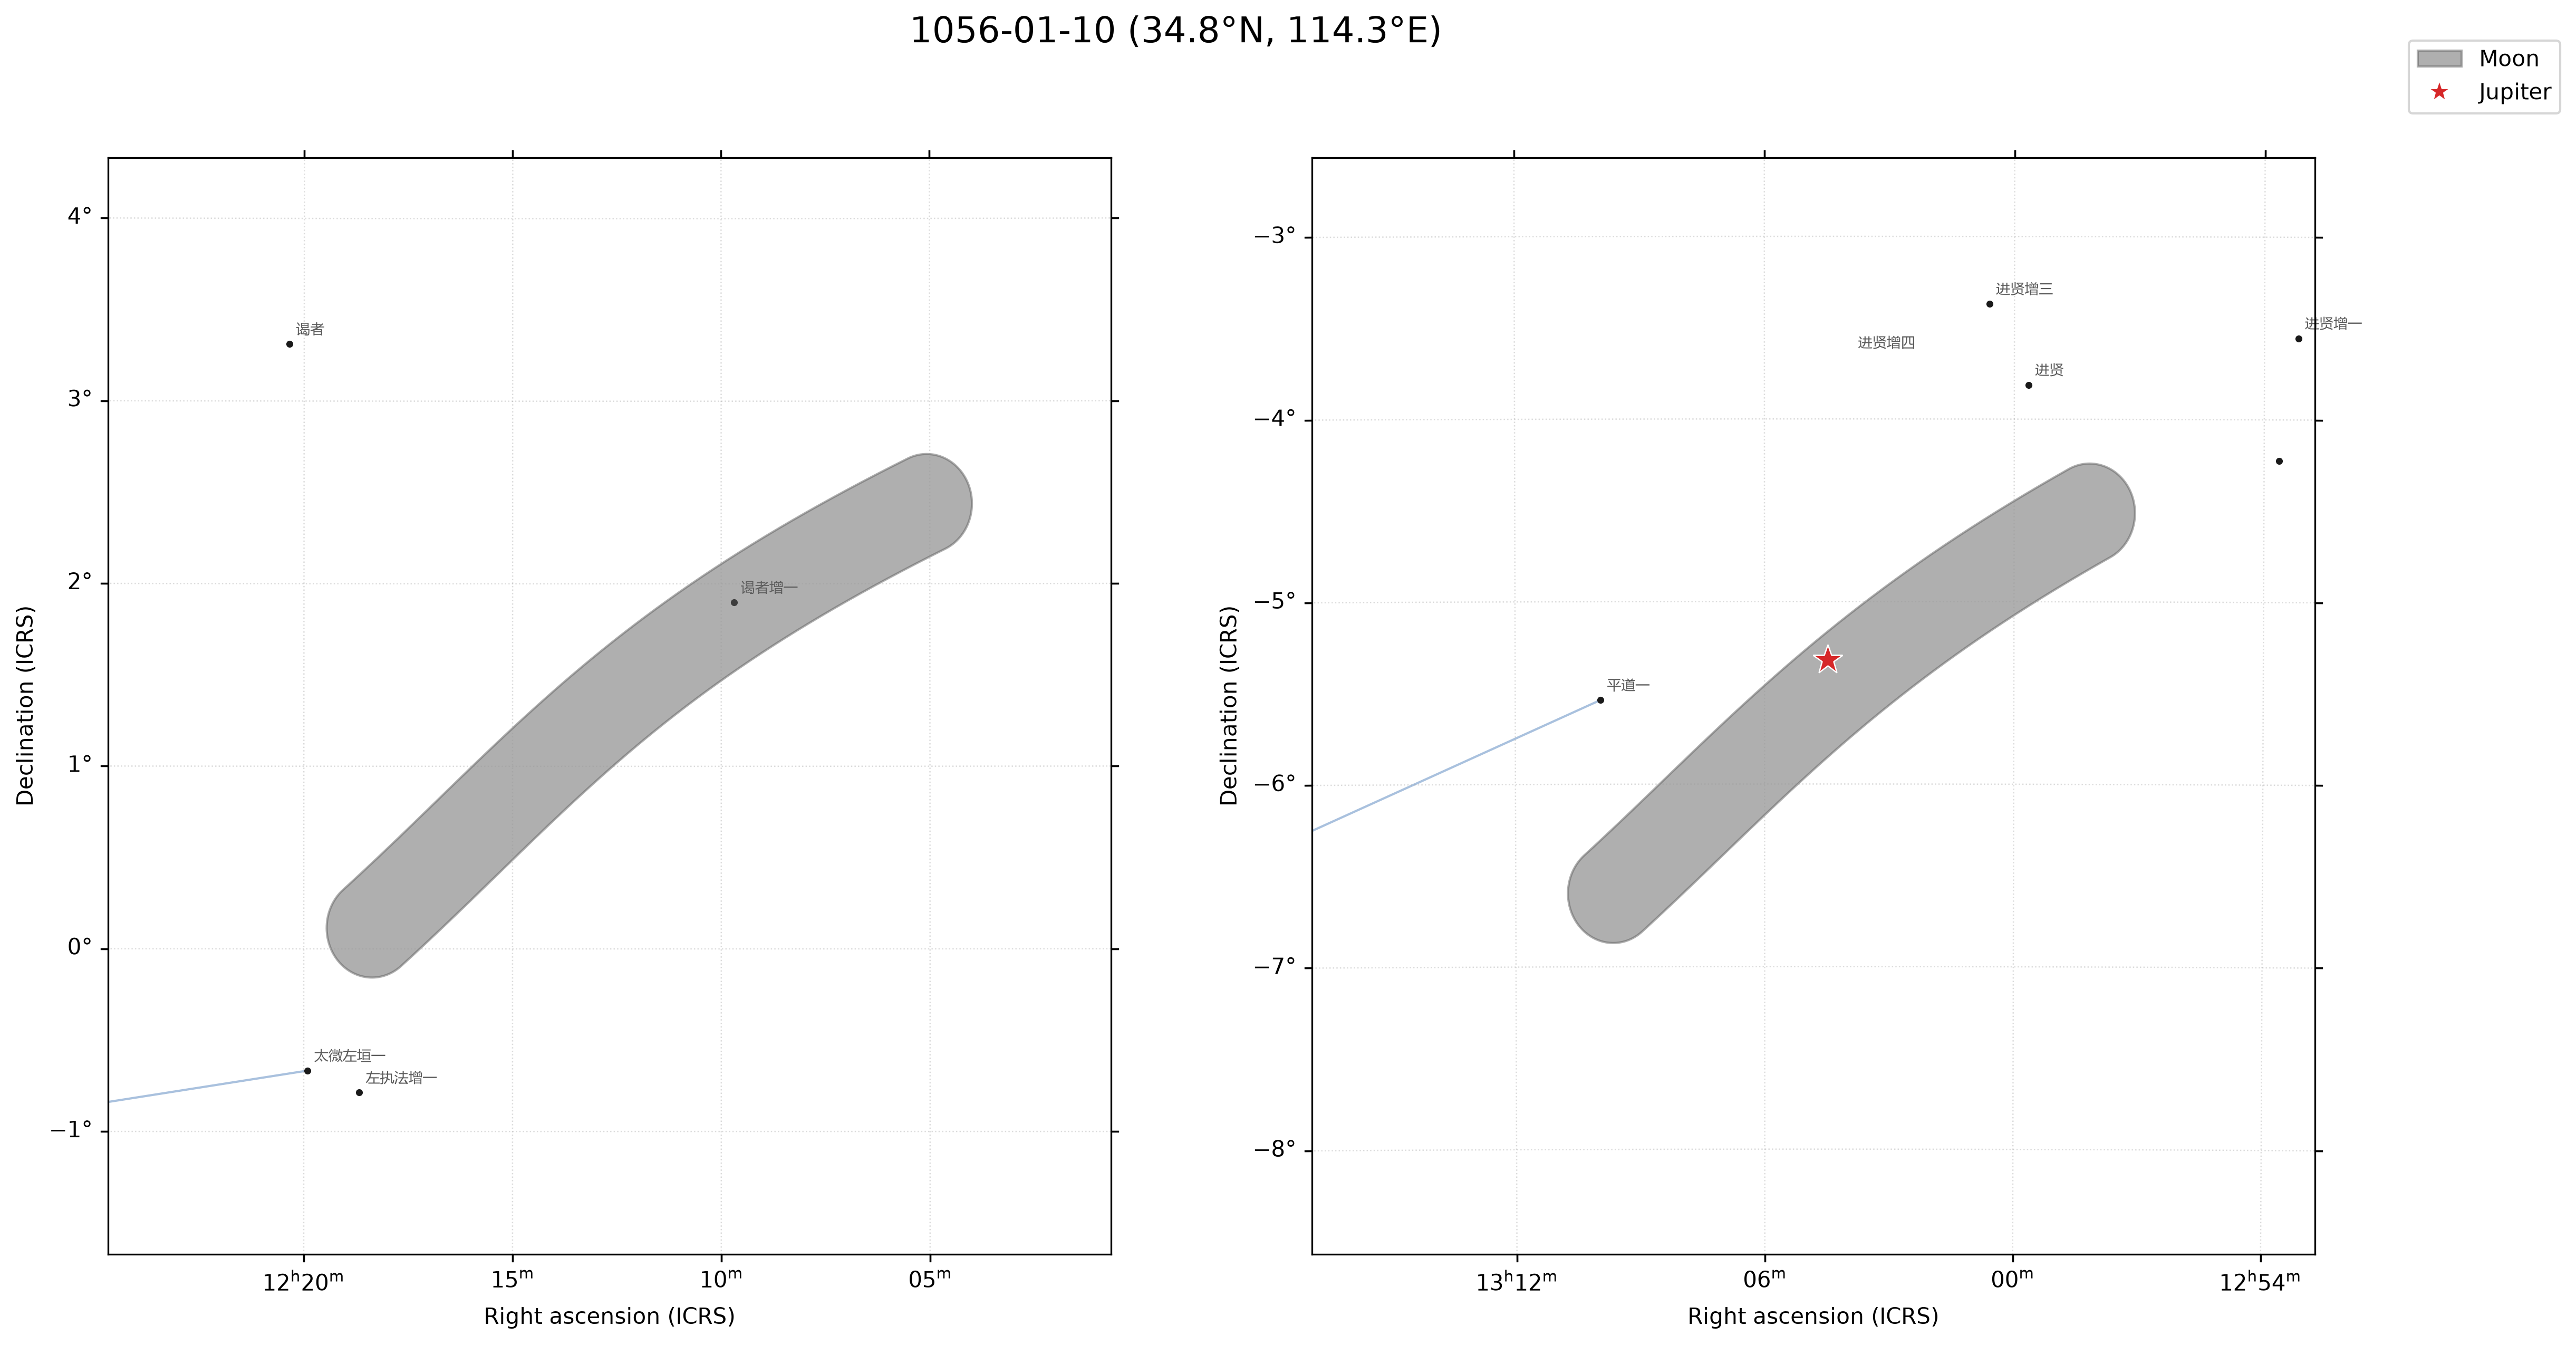 1056-01-10 (34.8°N, 114.3°E)
Moon
Jupiter
4°
3°
2°
1°
0°
−1°
Declination (ICRS)
谒者
谒者增一
太微左垣一
左执法增一
12ʰ20ᵐ
15ᵐ
10ᵐ
05ᵐ
Right ascension (ICRS)
−3°
−4°
−5°
−6°
−7°
−8°
Declination (ICRS)
进贤增三
进贤增一
进贤增四
进贤
平道一
13ʰ12ᵐ
06ᵐ
00ᵐ
12ʰ54ᵐ
Right ascension (ICRS)